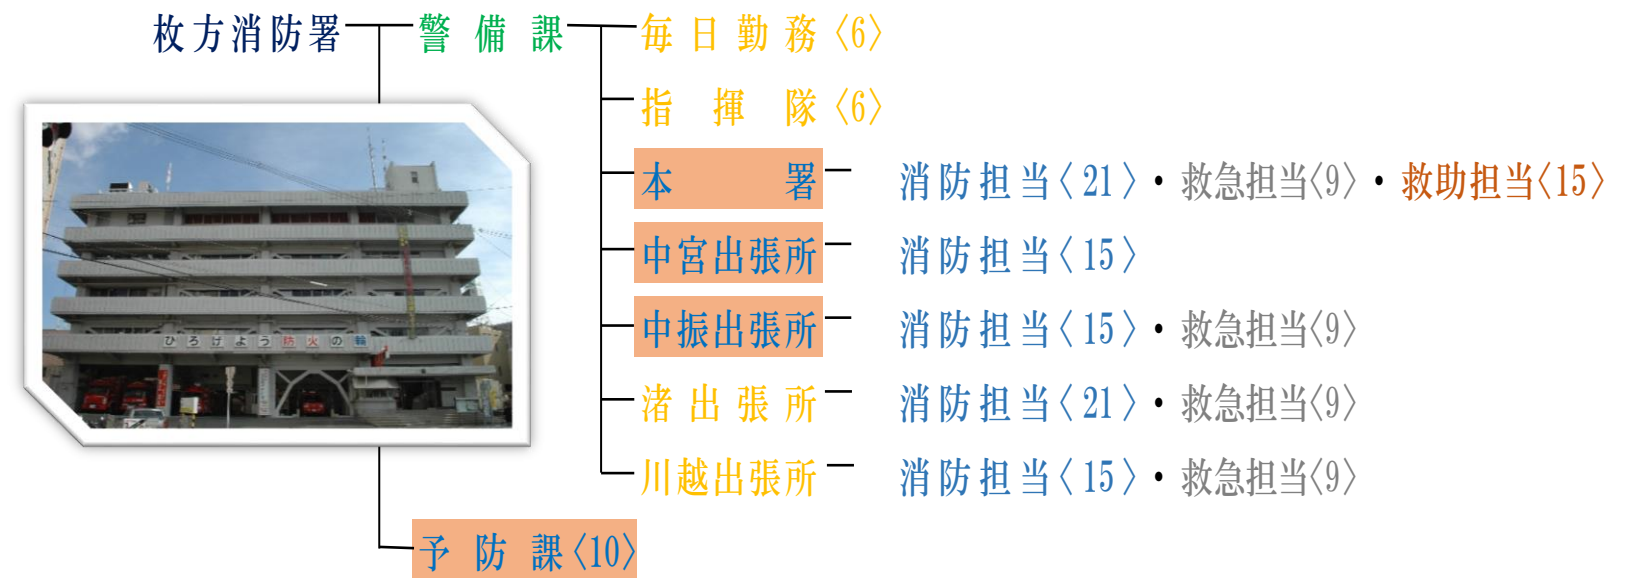 枚方消防署 警備課 毎日勤務〈6〉
指揮隊〈6〉
本署 消防担当〈21〉・救急担当〈9〉・救助担当〈15〉
中宮出張所 消防担当〈15〉
中振出張所 消防担当〈15〉・救急担当〈9〉
ひろげよう防火の輪
渚出張所 消防担当〈21〉・救急担当〈9〉
川越出張所 消防担当〈15〉・救急担当〈9〉
予防課〈10〉